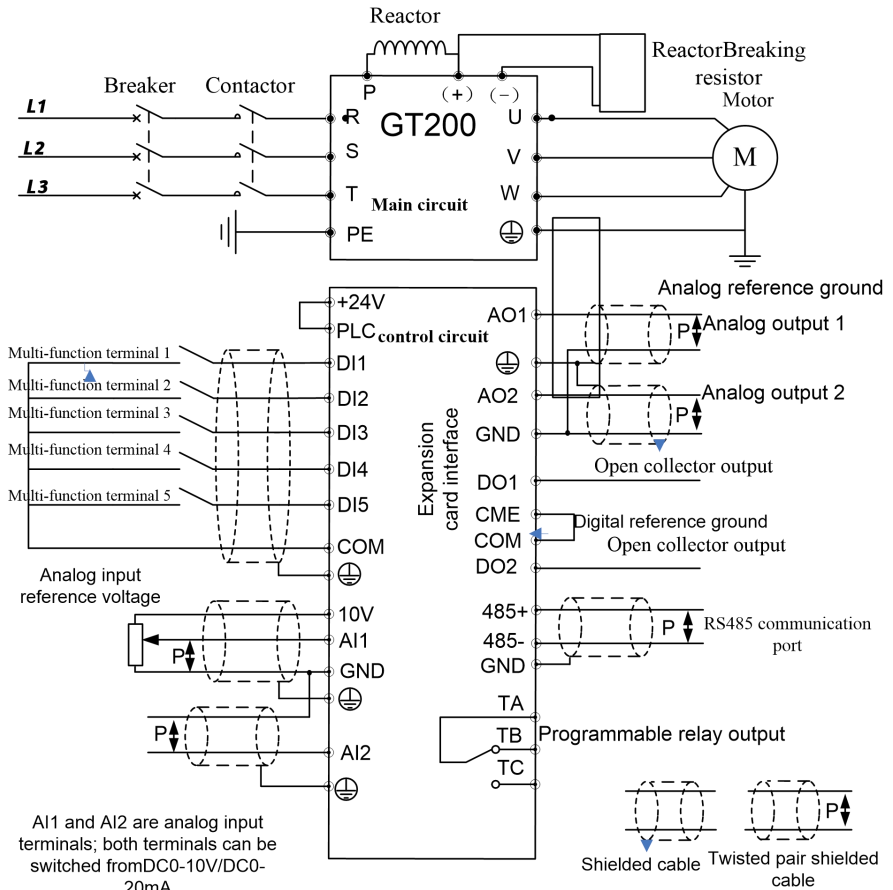 Reactor
ReactorBreaking
resistor
Motor
Breaker
Contactor
P
(+)
(-)
L1
R
GT200
U
L2
S
V
M
L3
T
W
Main circuit
PE
Analog reference ground
+24V
AO1
PLC
control circuit
P
Analog output 1
Multi-function terminal 1
DI1
Multi-function terminal 2
DI2
AO2
Analog output 2
P
Multi-function terminal 3
DI3
GND
Expansion
card interface
Multi-function terminal 4
DI4
Open collector output
DO1
Multi-function terminal 5
DI5
CME
Digital reference ground
COM
COM
Open collector output
DO2
Analog input
reference voltage
10V
485+
AI1
P
RS485 communication
port
485-
P
GND
GND
TA
P
AI2
TB
Programmable relay output
TC
AI1 and AI2 are analog input
terminals; both terminals can be
switched fromDC0-10V/DC0-
20mA
P
Shielded cable
Twisted pair shielded
cable